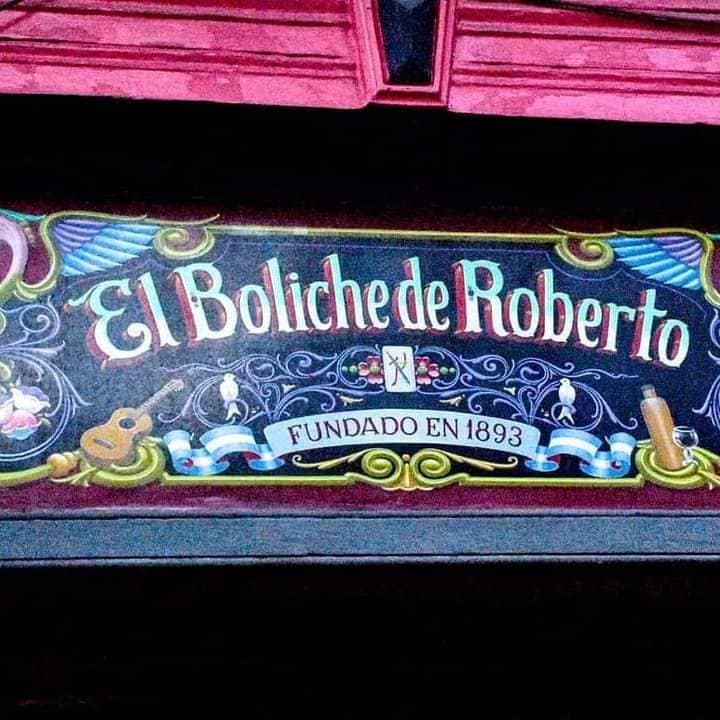 El Boliche de Roberto
FUNDADO EN 1893